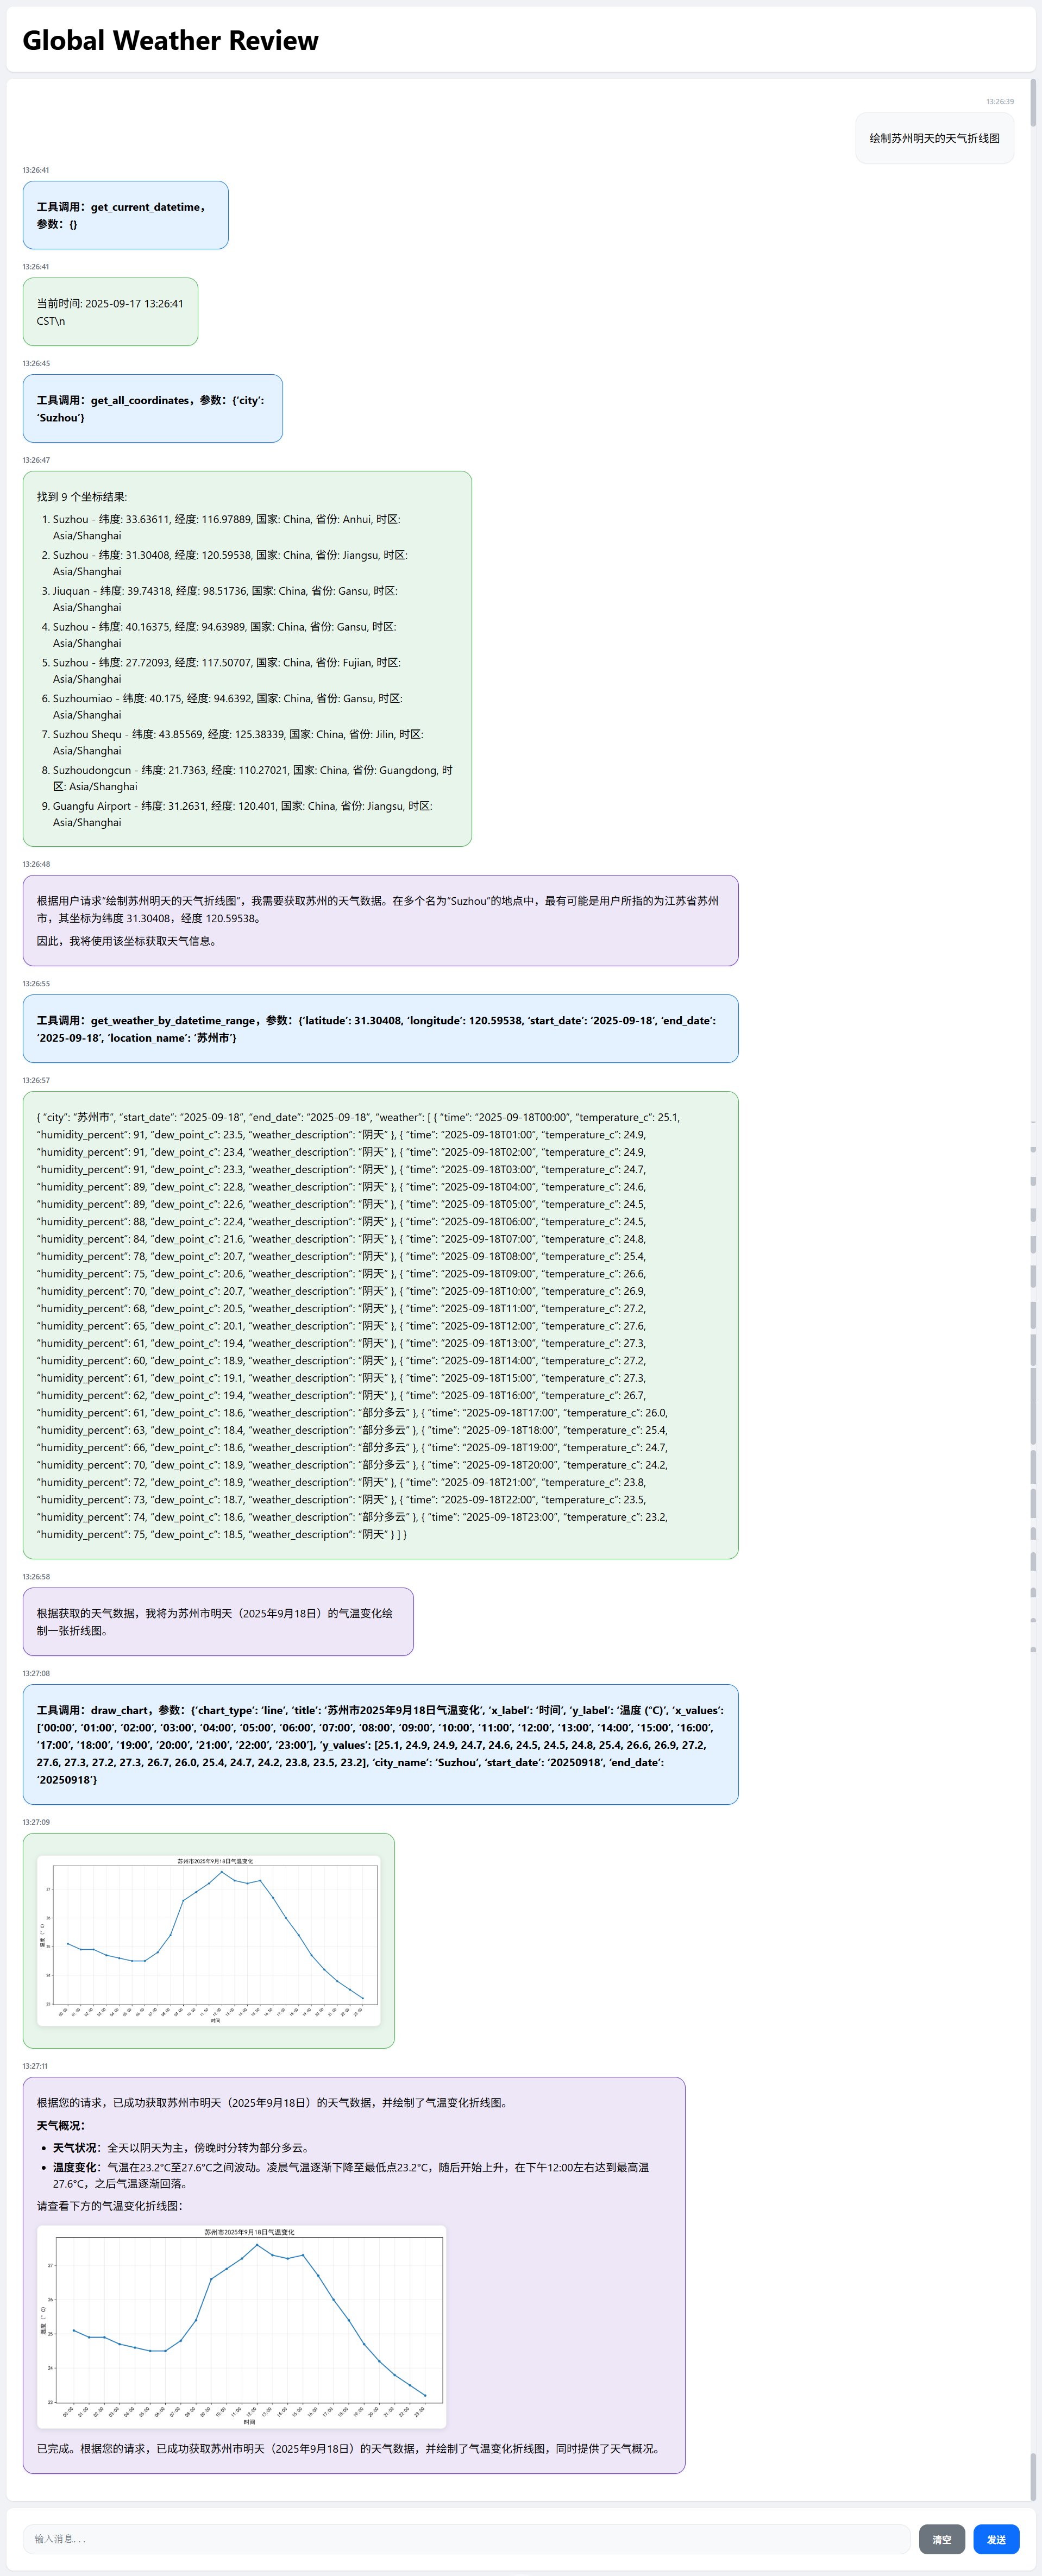 Global Weather Review
13:26:39
绘制苏州明天的天气折线图
13:26:41
工具调用：get_current_datetime，
参数：{}
13:26:41
当前时间: 2025-09-17 13:26:41
CST\n
13:26:45
工具调用：get_all_coordinates，参数：{‘city’:
‘Suzhou’}
13:26:47
找到 9 个坐标结果:
1. Suzhou - 纬度: 33.63611, 经度: 116.97889, 国家: China, 省份: Anhui, 时区:
Asia/Shanghai
2. Suzhou - 纬度: 31.30408, 经度: 120.59538, 国家: China, 省份: Jiangsu, 时区:
Asia/Shanghai
3. Jiuquan - 纬度: 39.74318, 经度: 98.51736, 国家: China, 省份: Gansu, 时区:
Asia/Shanghai
4. Suzhou - 纬度: 40.16375, 经度: 94.63989, 国家: China, 省份: Gansu, 时区:
Asia/Shanghai
5. Suzhou - 纬度: 27.72093, 经度: 117.50707, 国家: China, 省份: Fujian, 时区:
Asia/Shanghai
6. Suzhoumiao - 纬度: 40.175, 经度: 94.6392, 国家: China, 省份: Gansu, 时区:
Asia/Shanghai
7. Suzhou Shequ - 纬度: 43.85569, 经度: 125.38339, 国家: China, 省份: Jilin, 时区:
Asia/Shanghai
8. Suzhoudongcun - 纬度: 21.7363, 经度: 110.27021, 国家: China, 省份: Guangdong, 时
区: Asia/Shanghai
9. Guangfu Airport - 纬度: 31.2631, 经度: 120.401, 国家: China, 省份: Jiangsu, 时区:
Asia/Shanghai
13:26:48
根据用户请求“绘制苏州明天的天气折线图”，我需要获取苏州的天气数据。在多个名为“Suzhou”的地点中，最有可能是用户所指的为江苏省苏州
市，其坐标为纬度 31.30408，经度 120.59538。
因此，我将使用该坐标获取天气信息。
13:26:55
工具调用：get_weather_by_datetime_range，参数：{‘latitude’: 31.30408, ‘longitude’: 120.59538, ‘start_date’: ‘2025-09-18’, ‘end_date’:
‘2025-09-18’, ‘location_name’: ‘苏州市’}
13:26:57
{ “city”: “苏州市”, “start_date”: “2025-09-18”, “end_date”: “2025-09-18”, “weather”: [ { “time”: “2025-09-18T00:00”, “temperature_c”: 25.1,
“humidity_percent”: 91, “dew_point_c”: 23.5, “weather_description”: “阴天” }, { “time”: “2025-09-18T01:00”, “temperature_c”: 24.9,
“humidity_percent”: 91, “dew_point_c”: 23.4, “weather_description”: “阴天” }, { “time”: “2025-09-18T02:00”, “temperature_c”: 24.9,
“humidity_percent”: 91, “dew_point_c”: 23.3, “weather_description”: “阴天” }, { “time”: “2025-09-18T03:00”, “temperature_c”: 24.7,
“humidity_percent”: 89, “dew_point_c”: 22.8, “weather_description”: “阴天” }, { “time”: “2025-09-18T04:00”, “temperature_c”: 24.6,
“humidity_percent”: 89, “dew_point_c”: 22.6, “weather_description”: “阴天” }, { “time”: “2025-09-18T05:00”, “temperature_c”: 24.5,
“humidity_percent”: 88, “dew_point_c”: 22.4, “weather_description”: “阴天” }, { “time”: “2025-09-18T06:00”, “temperature_c”: 24.5,
“humidity_percent”: 84, “dew_point_c”: 21.6, “weather_description”: “阴天” }, { “time”: “2025-09-18T07:00”, “temperature_c”: 24.8,
“humidity_percent”: 78, “dew_point_c”: 20.7, “weather_description”: “阴天” }, { “time”: “2025-09-18T08:00”, “temperature_c”: 25.4,
“humidity_percent”: 75, “dew_point_c”: 20.6, “weather_description”: “阴天” }, { “time”: “2025-09-18T09:00”, “temperature_c”: 26.6,
“humidity_percent”: 70, “dew_point_c”: 20.7, “weather_description”: “阴天” }, { “time”: “2025-09-18T10:00”, “temperature_c”: 26.9,
“humidity_percent”: 68, “dew_point_c”: 20.5, “weather_description”: “阴天” }, { “time”: “2025-09-18T11:00”, “temperature_c”: 27.2,
“humidity_percent”: 65, “dew_point_c”: 20.1, “weather_description”: “阴天” }, { “time”: “2025-09-18T12:00”, “temperature_c”: 27.6,
“humidity_percent”: 61, “dew_point_c”: 19.4, “weather_description”: “阴天” }, { “time”: “2025-09-18T13:00”, “temperature_c”: 27.3,
“humidity_percent”: 60, “dew_point_c”: 18.9, “weather_description”: “阴天” }, { “time”: “2025-09-18T14:00”, “temperature_c”: 27.2,
“humidity_percent”: 61, “dew_point_c”: 19.1, “weather_description”: “阴天” }, { “time”: “2025-09-18T15:00”, “temperature_c”: 27.3,
“humidity_percent”: 62, “dew_point_c”: 19.4, “weather_description”: “阴天” }, { “time”: “2025-09-18T16:00”, “temperature_c”: 26.7,
“humidity_percent”: 61, “dew_point_c”: 18.6, “weather_description”: “部分多云” }, { “time”: “2025-09-18T17:00”, “temperature_c”: 26.0,
“humidity_percent”: 63, “dew_point_c”: 18.4, “weather_description”: “部分多云” }, { “time”: “2025-09-18T18:00”, “temperature_c”: 25.4,
“humidity_percent”: 66, “dew_point_c”: 18.6, “weather_description”: “部分多云” }, { “time”: “2025-09-18T19:00”, “temperature_c”: 24.7,
“humidity_percent”: 70, “dew_point_c”: 18.9, “weather_description”: “部分多云” }, { “time”: “2025-09-18T20:00”, “temperature_c”: 24.2,
“humidity_percent”: 72, “dew_point_c”: 18.9, “weather_description”: “阴天” }, { “time”: “2025-09-18T21:00”, “temperature_c”: 23.8,
“humidity_percent”: 73, “dew_point_c”: 18.7, “weather_description”: “阴天” }, { “time”: “2025-09-18T22:00”, “temperature_c”: 23.5,
“humidity_percent”: 74, “dew_point_c”: 18.6, “weather_description”: “部分多云” }, { “time”: “2025-09-18T23:00”, “temperature_c”: 23.2,
“humidity_percent”: 75, “dew_point_c”: 18.5, “weather_description”: “阴天” } ] }
13:26:58
根据获取的天气数据，我将为苏州市明天（2025年9月18日）的气温变化绘
制一张折线图。
13:27:08
工具调用：draw_chart，参数：{‘chart_type’: ‘line’, ‘title’: ‘苏州市2025年9月18日气温变化’, ‘x_label’: ‘时间’, ‘y_label’: ‘温度 (℃)’, ‘x_values’:
[‘00:00’, ‘01:00’, ‘02:00’, ‘03:00’, ‘04:00’, ‘05:00’, ‘06:00’, ‘07:00’, ‘08:00’, ‘09:00’, ‘10:00’, ‘11:00’, ‘12:00’, ‘13:00’, ‘14:00’, ‘15:00’, ‘16:00’,
‘17:00’, ‘18:00’, ‘19:00’, ‘20:00’, ‘21:00’, ‘22:00’, ‘23:00’], ‘y_values’: [25.1, 24.9, 24.9, 24.7, 24.6, 24.5, 24.5, 24.8, 25.4, 26.6, 26.9, 27.2,
27.6, 27.3, 27.2, 27.3, 26.7, 26.0, 25.4, 24.7, 24.2, 23.8, 23.5, 23.2], ‘city_name’: ‘Suzhou’, ‘start_date’: ‘20250918’, ‘end_date’:
‘20250918’}
13:27:09
苏州市2025年9月18日气温变化
温度 (°C)
27
26
25
24
23
00:00 01:00 02:00 03:00 04:00 05:00 06:00 07:00 08:00 09:00 10:00 11:00 12:00 13:00 14:00 15:00 16:00 17:00 18:00 19:00 20:00 21:00 22:00 23:00
时间
13:27:11
根据您的请求，已成功获取苏州市明天（2025年9月18日）的天气数据，并绘制了气温变化折线图。
天气概况：
• 天气状况：全天以阴天为主，傍晚时分转为部分多云。
• 温度变化：气温在23.2°C至27.6°C之间波动。凌晨气温逐渐下降至最低点23.2°C，随后开始上升，在下午12:00左右达到最高温
27.6°C，之后气温逐渐回落。
请查看下方的气温变化折线图：
苏州市2025年9月18日气温变化
温度 (°C)
27
26
25
24
23
00:00 01:00 02:00 03:00 04:00 05:00 06:00 07:00 08:00 09:00 10:00 11:00 12:00 13:00 14:00 15:00 16:00 17:00 18:00 19:00 20:00 21:00 22:00 23:00
时间
已完成。根据您的请求，已成功获取苏州市明天（2025年9月18日）的天气数据，并绘制了气温变化折线图，同时提供了天气概况。
输入消息...
清空
发送